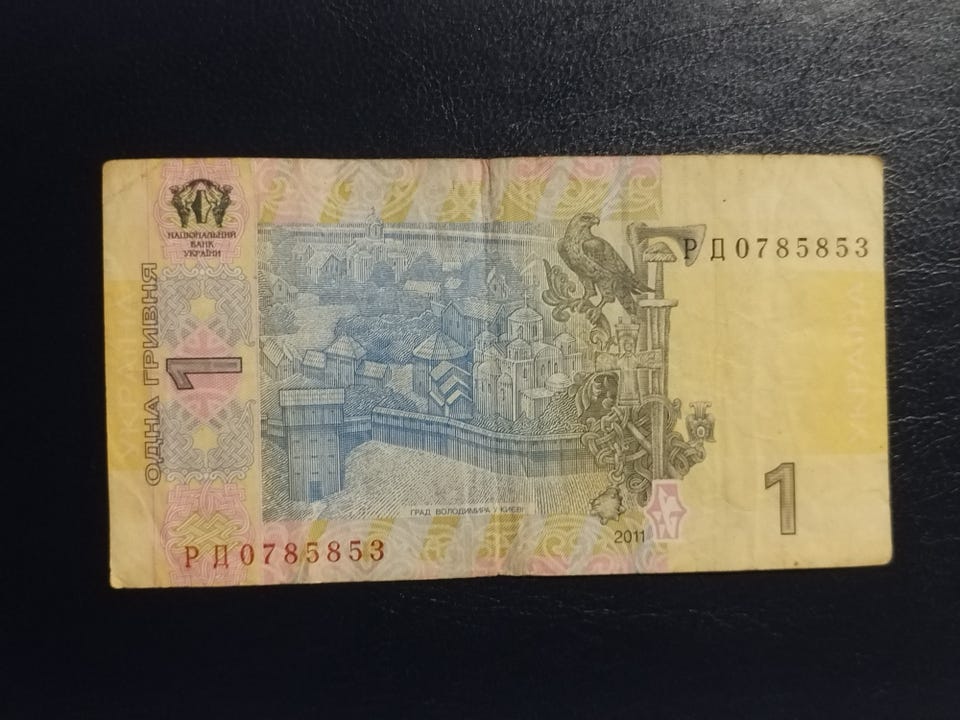 НАЦІОНАЛЬНИЙ
БАНК
УКРАЇНИ
РД0785853
ОДНА ГРИВНЯ
1
ГРАД ВОЛОДИМИРА У КИЄВІ
2011
1
РД0785853